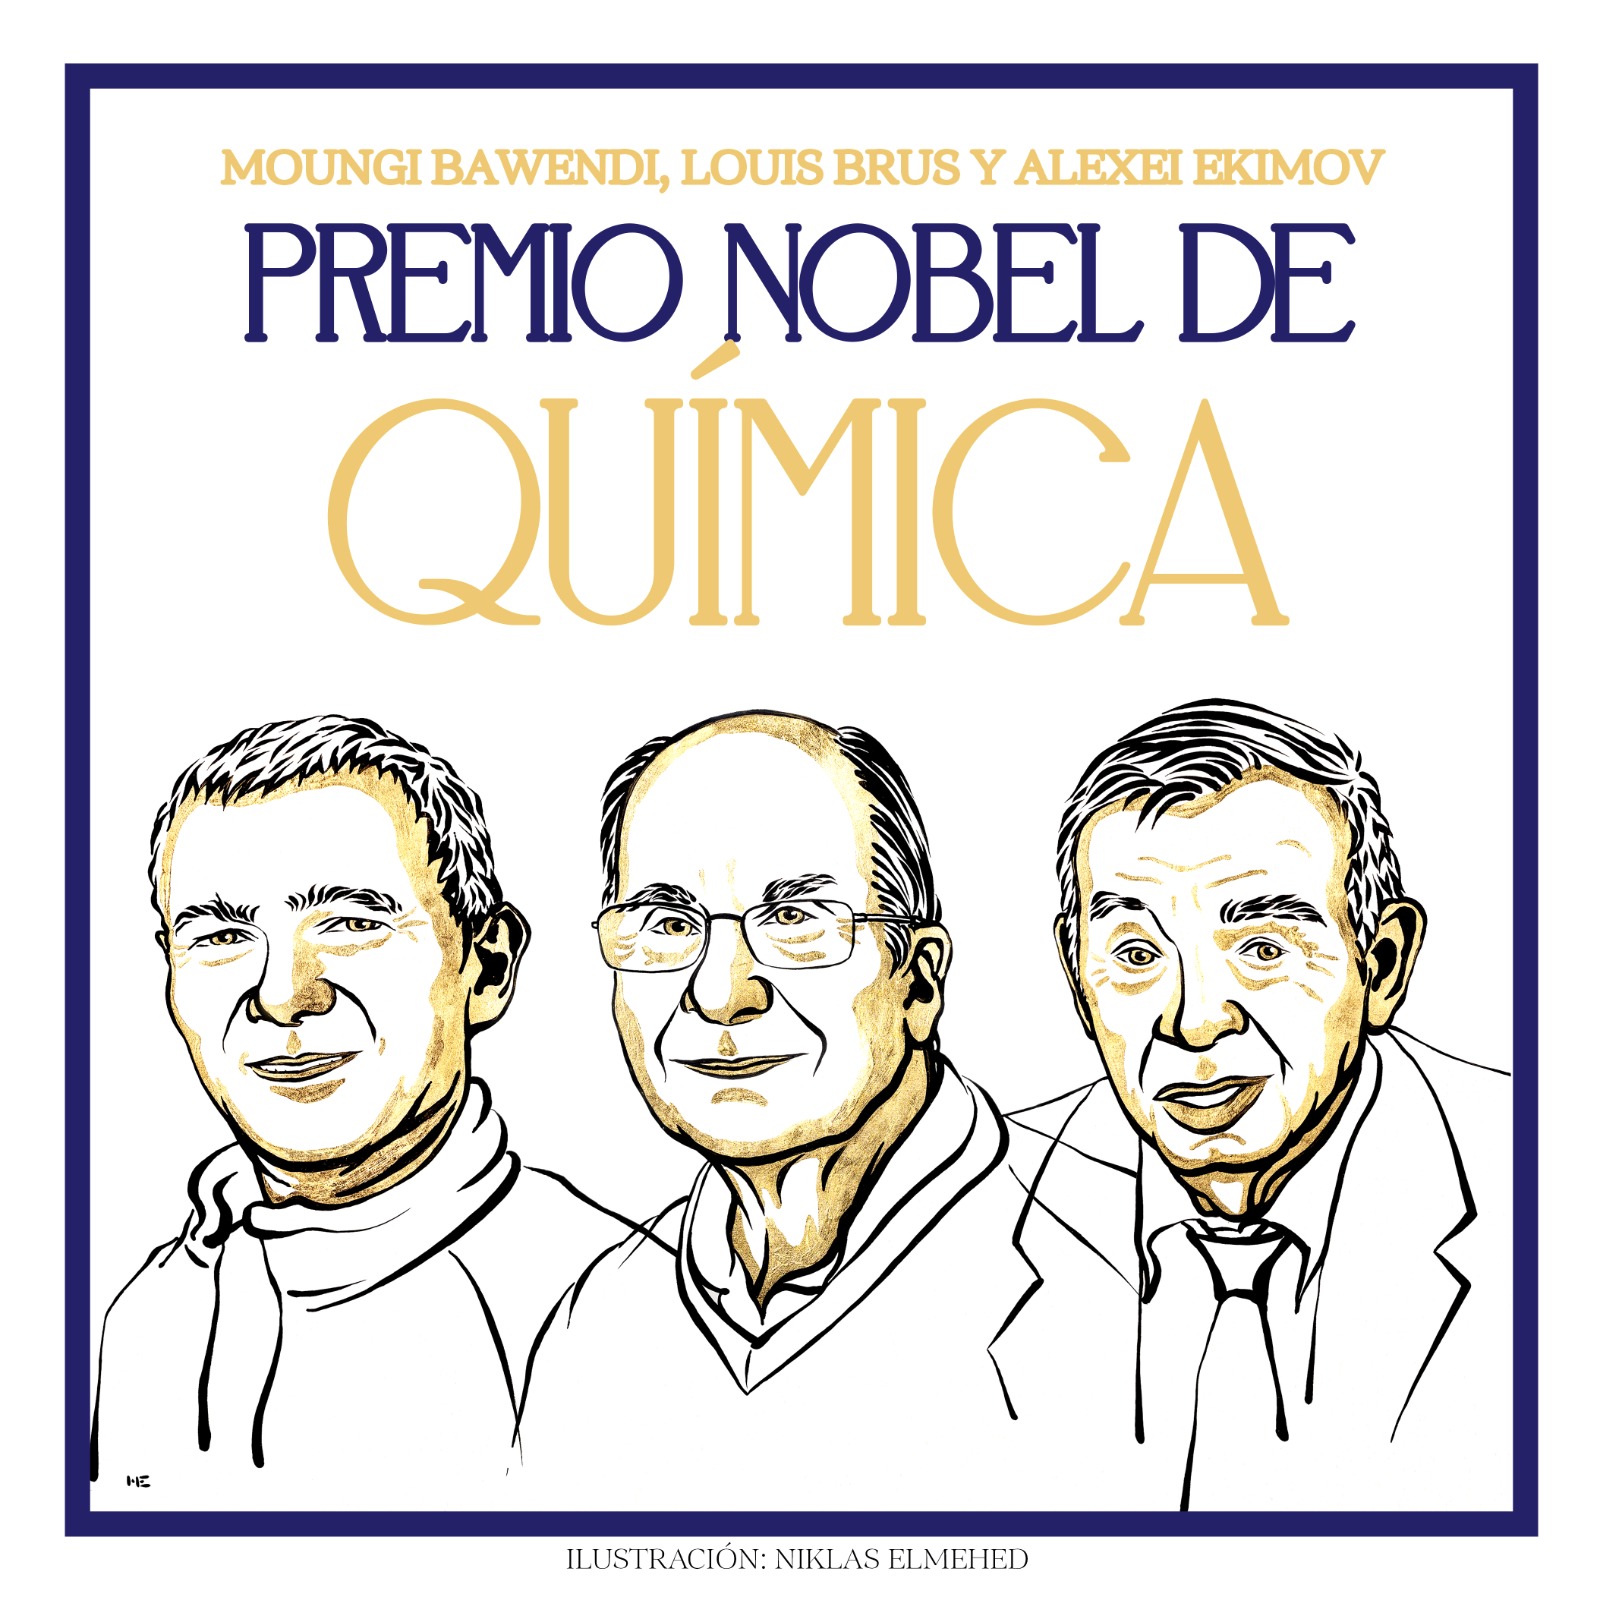 MOUNGI BAWENDI, LOUIS BRUS Y ALEXEI EKIMOV
PREMIO NOBEL DE
QUÍMICA
ILUSTRACIÓN: NIKLAS ELMEHED